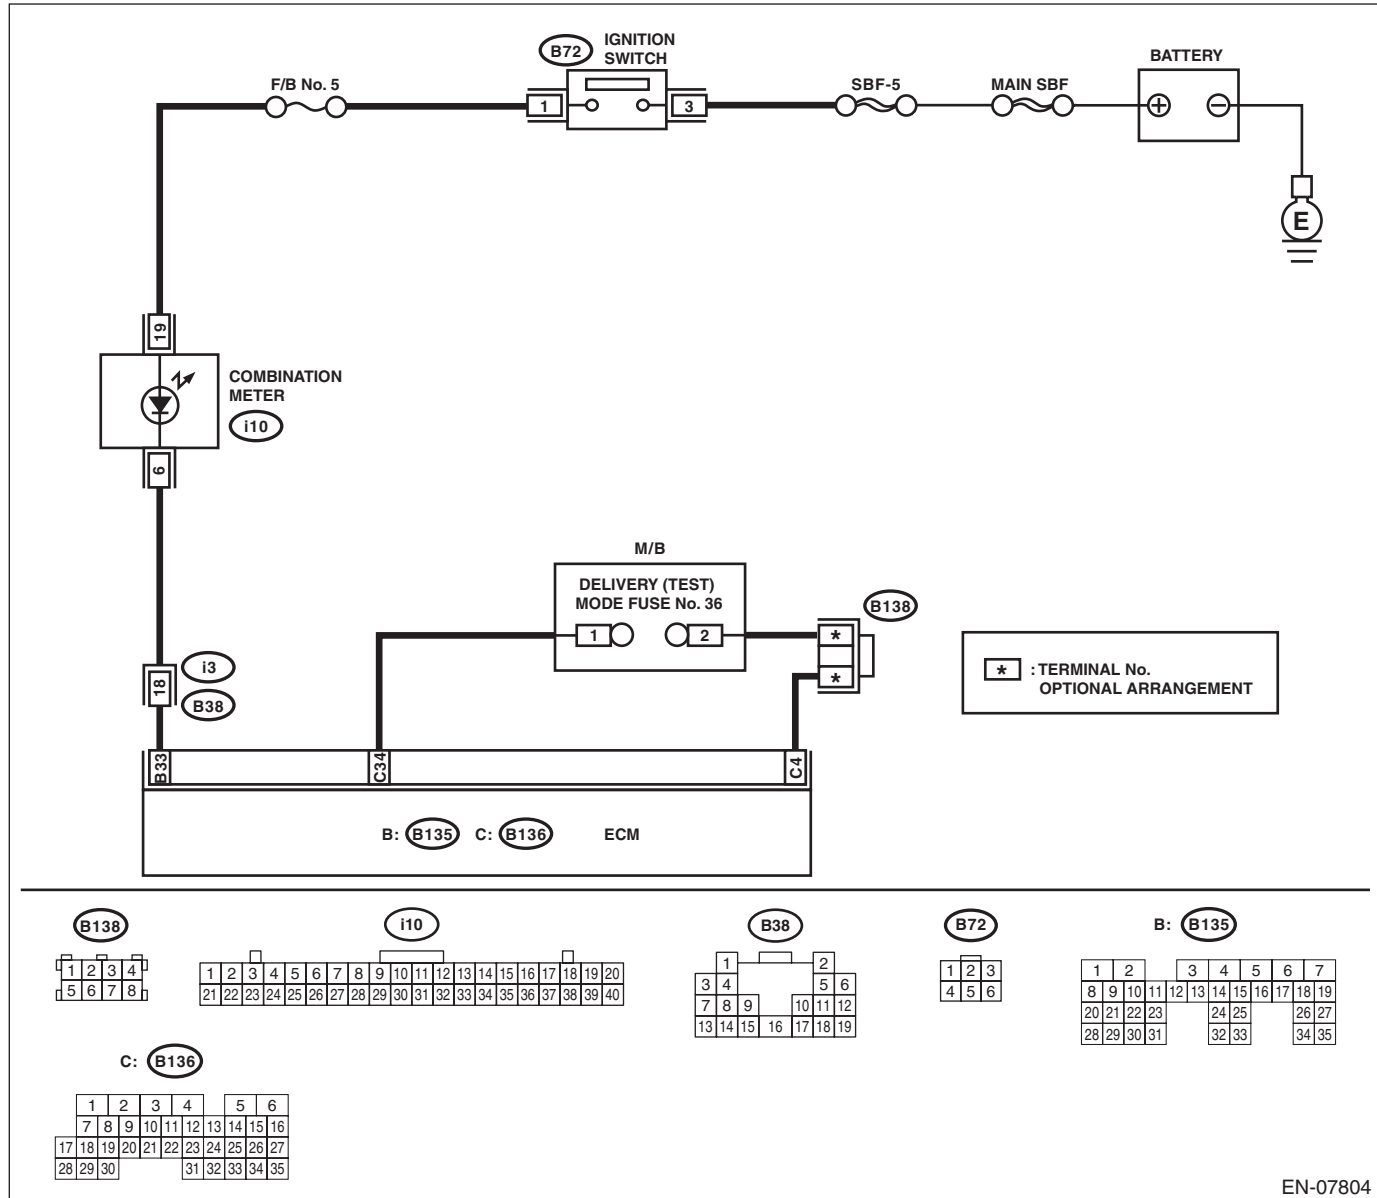 B72
IGNITION
SWITCH
BATTERY
F/B No. 5
SBF-5
MAIN SBF
1
3
E
19
COMBINATION
METER
i10
6
M/B
DELIVERY (TEST)
MODE FUSE No. 36
B138
1
2
*
*
* : TERMINAL No.
OPTIONAL ARRANGEMENT
i3
18
B38
B33
C34
C4
B: B135 C: B136 ECM
B138
1 2 3 4
5 6 7 8
i10
1 2 3 4 5 6 7 8 9 10 11 12 13 14 15 16 17 18 19 20
21 22 23 24 25 26 27 28 29 30 31 32 33 34 35 36 37 38 39 40
B38
1 2
3 4 5 6
7 8 9 10 11 12
13 14 15 16 17 18 19
B72
1 2 3
4 5 6
B: B135
1 2 3 4 5 6 7
8 9 10 11 12 13 14 15 16 17 18 19
20 21 22 23 24 25 26 27
28 29 30 31 32 33 34 35
C: B136
1 2 3 4 5 6
7 8 9 10 11 12 13 14 15 16
17 18 19 20 21 22 23 24 25 26 27
28 29 30 31 32 33 34 35
EN-07804